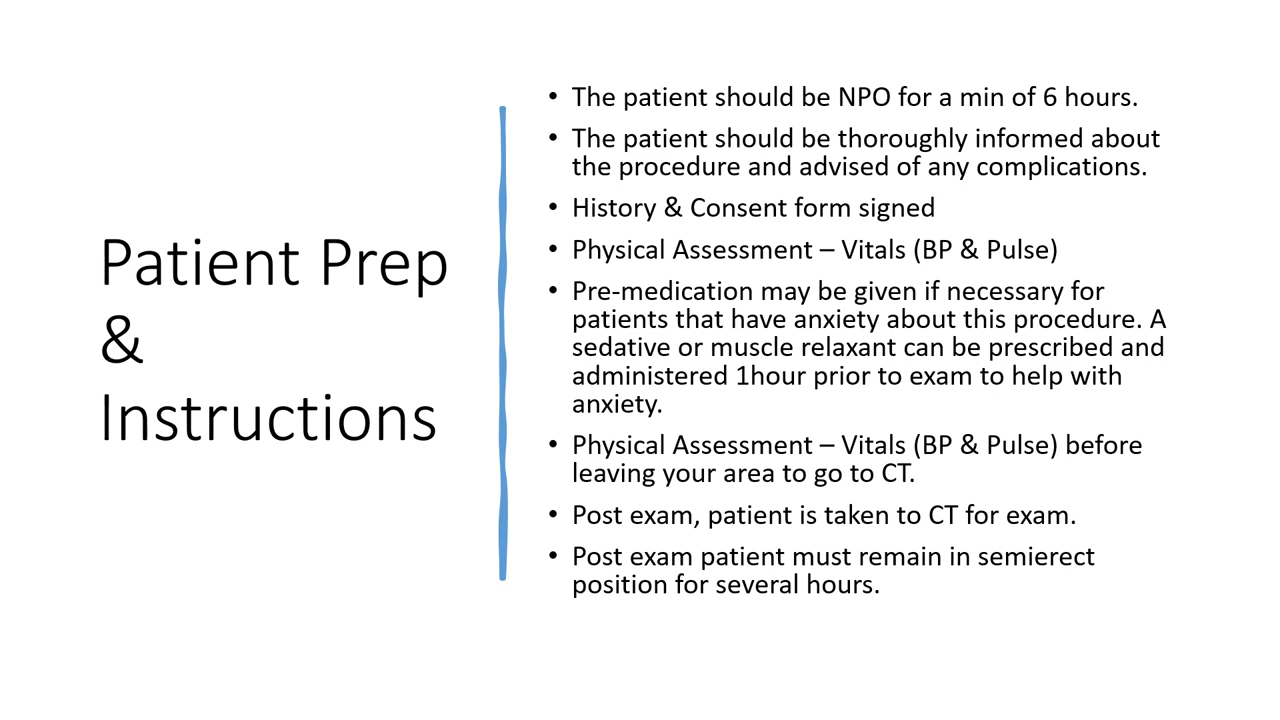 Patient Prep
&
Instructions
• The patient should be NPO for a min of 6 hours.
• The patient should be thoroughly informed about
the procedure and advised of any complications.
• History & Consent form signed
• Physical Assessment – Vitals (BP & Pulse)
• Pre-medication may be given if necessary for
patients that have anxiety about this procedure. A
sedative or muscle relaxant can be prescribed and
administered 1hour prior to exam to help with
anxiety.
• Physical Assessment – Vitals (BP & Pulse) before
leaving your area to go to CT.
• Post exam, patient is taken to CT for exam.
• Post exam patient must remain in semierect
position for several hours.